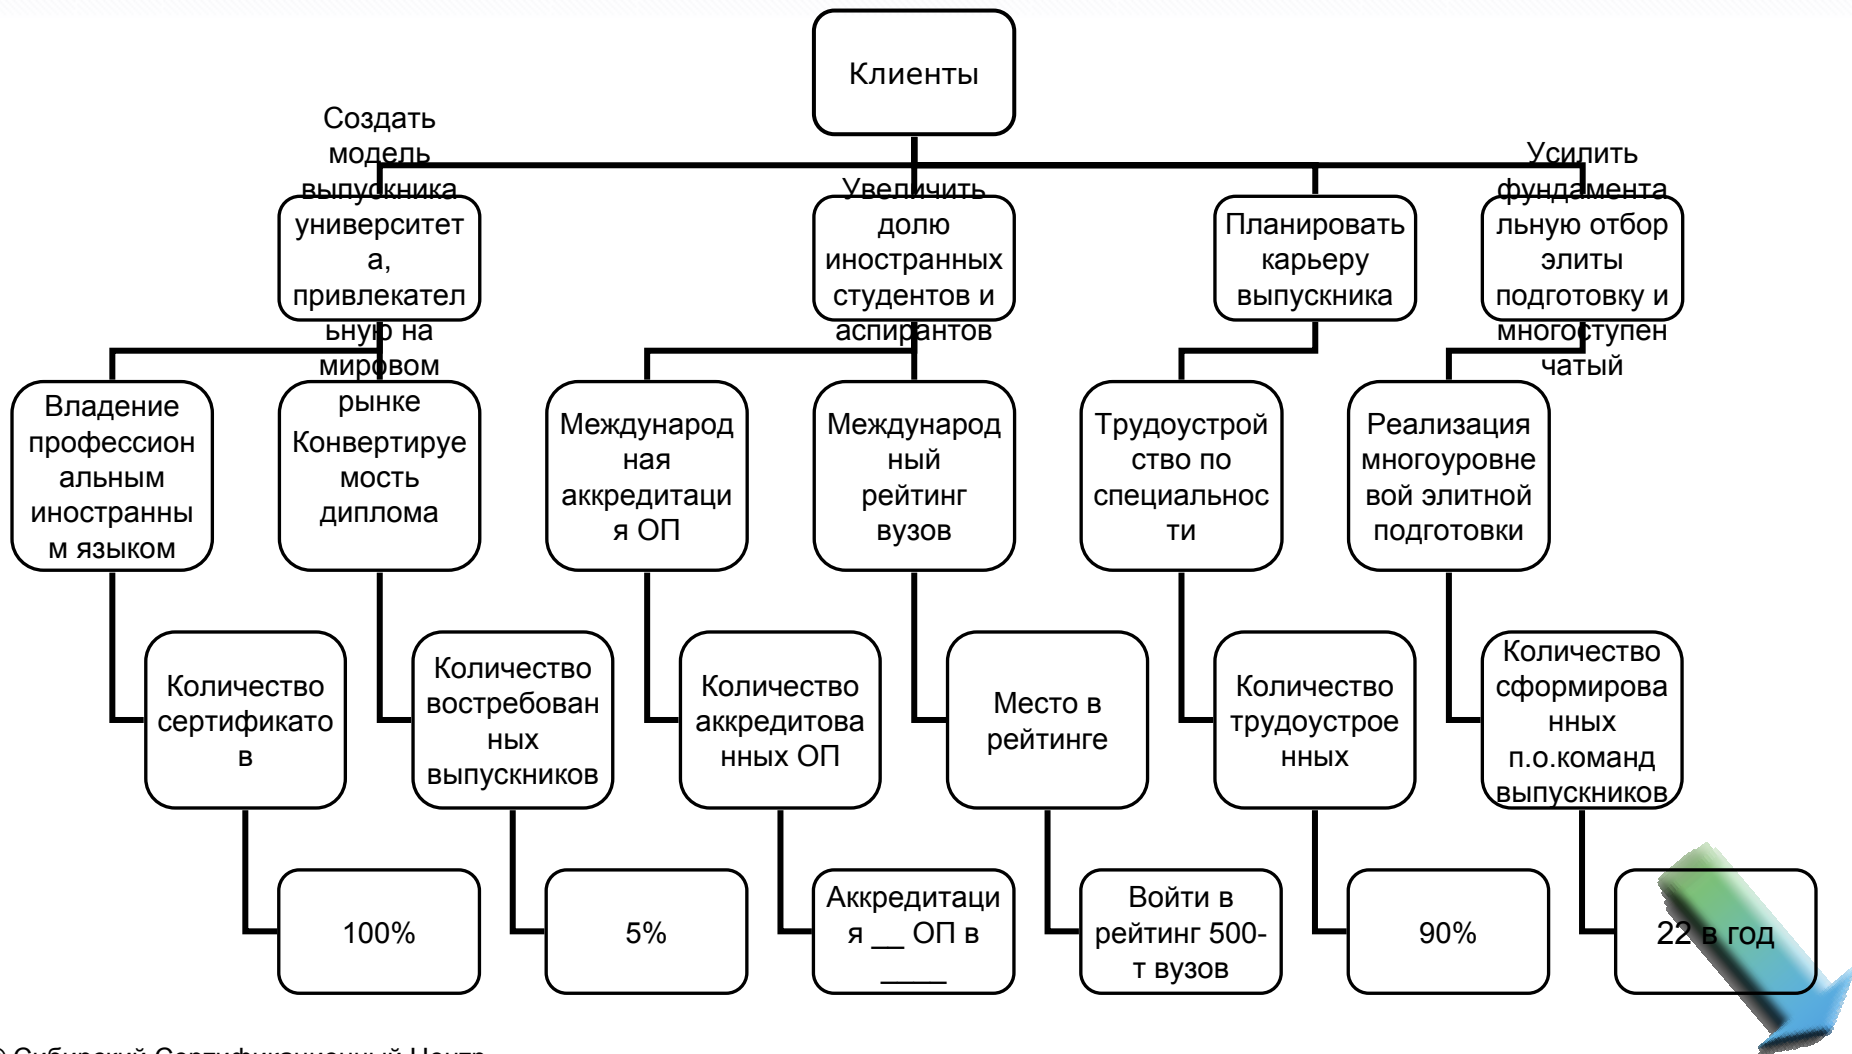 Клиенты
Создать
модель
выпускника
университет
а,
привлекател
ьную на
мировом
рынке
Увеличить
долю
иностранных
студентов и
аспирантов
Планировать
карьеру
выпускника
Усилить
фундамента
льную отбор
элиты
подготовку и
многоступен
чатый
Владение
профессион
альным
иностранны
м языком
Конвертируе
мость
диплома
Международ
ная
аккредитаци
я ОП
Международ
ный
рейтинг
вузов
Трудоустрой
ство по
специальнос
ти
Реализация
многоуровне
вой элитной
подготовки
Количество
сертификато
в
Количество
востребован
ных
выпускников
Количество
аккредитова
нных ОП
Место в
рейтинге
Количество
трудоустрое
нных
Количество
сформирова
нных
п.о.команд
выпускников
100%
5%
Аккредитаци
я __ ОП в
____
Войти в
рейтинг 500-
т вузов
90%
22 в год
© Сибирский Сертификационный Центр